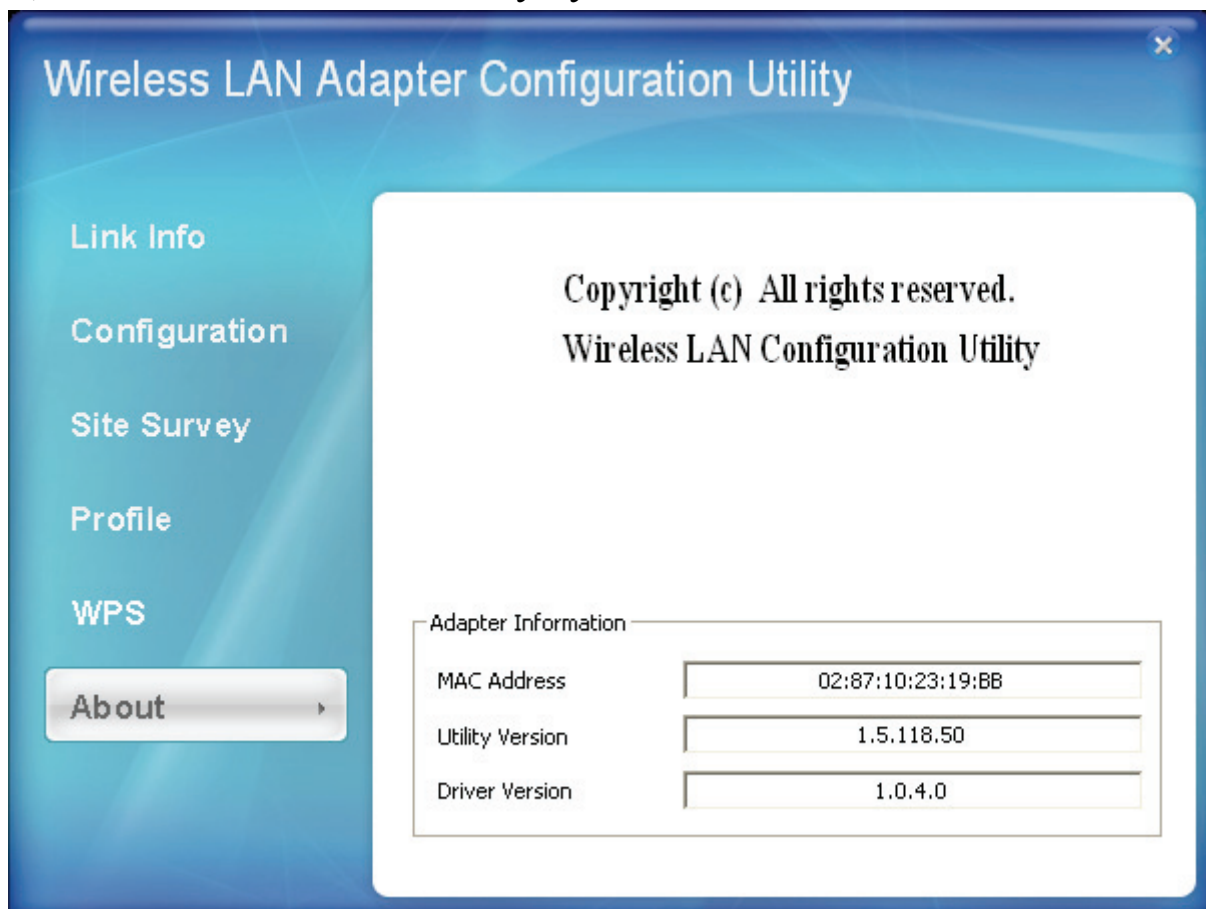 Wireless LAN Adapter Configuration Utility
Link Info
Configuration
Site Survey
Profile
WPS
About
Copyright (c) All rights reserved.
Wireless LAN Configuration Utility
Adapter Information
MAC Address 02:87:10:23:19:BB
Utility Version 1.5.118.50
Driver Version 1.0.4.0